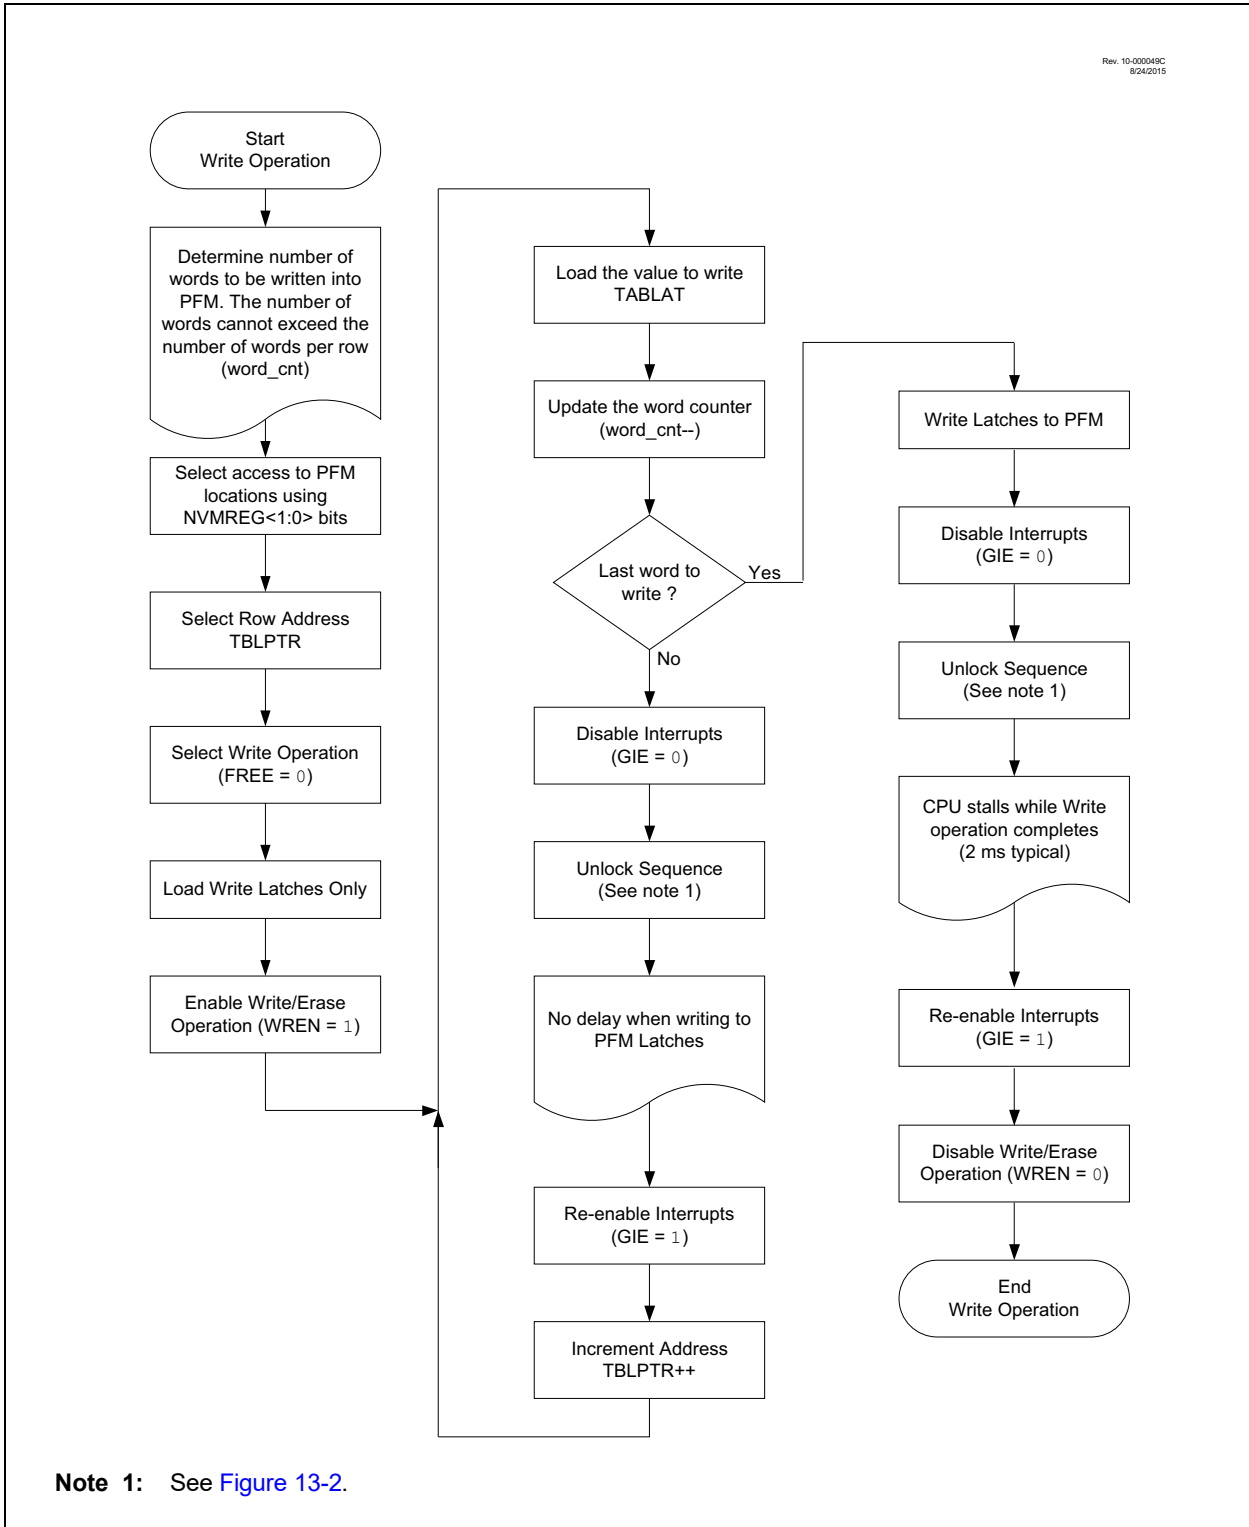 Rev. 10-000049C
8/24/2015
Start
Write Operation
Determine number of
words to be written into
PFM. The number of
words cannot exceed the
number of words per row
(word_cnt)
Select access to PFM
locations using
NVMREG<1:0> bits
Select Row Address
TBLPTR
Select Write Operation
(FREE = 0)
Load Write Latches Only
Enable Write/Erase
Operation (WREN = 1)
Load the value to write
TABLAT
Update the word counter
(word_cnt--)
Last word to
write ?
Yes
No
Disable Interrupts
(GIE = 0)
Unlock Sequence
(See note 1)
No delay when writing to
PFM Latches
Re-enable Interrupts
(GIE = 1)
Increment Address
TBLPTR++
Write Latches to PFM
Disable Interrupts
(GIE = 0)
Unlock Sequence
(See note 1)
CPU stalls while Write
operation completes
(2 ms typical)
Re-enable Interrupts
(GIE = 1)
Disable Write/Erase
Operation (WREN = 0)
End
Write Operation
Note 1: See Figure 13-2.